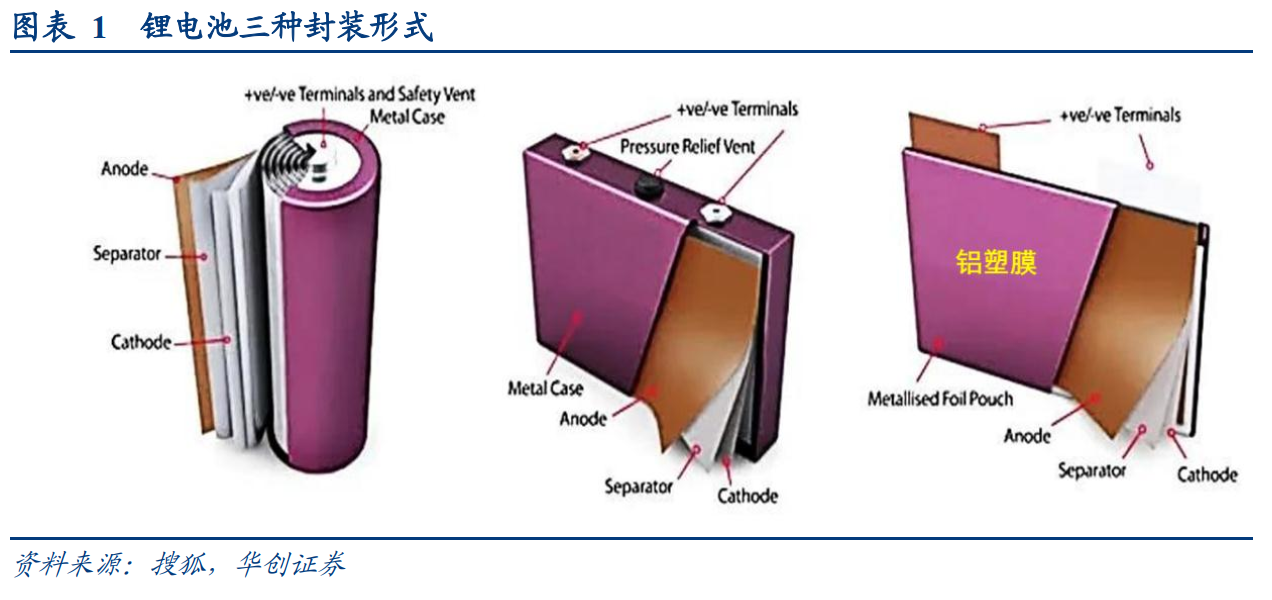 图表 1 锂电池三种封装形式
+ve/-ve Terminals and Safety Vent
Metal Case
Anode
Separator
Cathode
+ve/-ve Terminals
Pressure Relief Vent
Metal Case
Anode
Separator
Cathode
+ve/-ve Terminals
铝塑膜
Metallised Foil Pouch
Anode
Separator
Cathode
资料来源：搜狐，华创证券